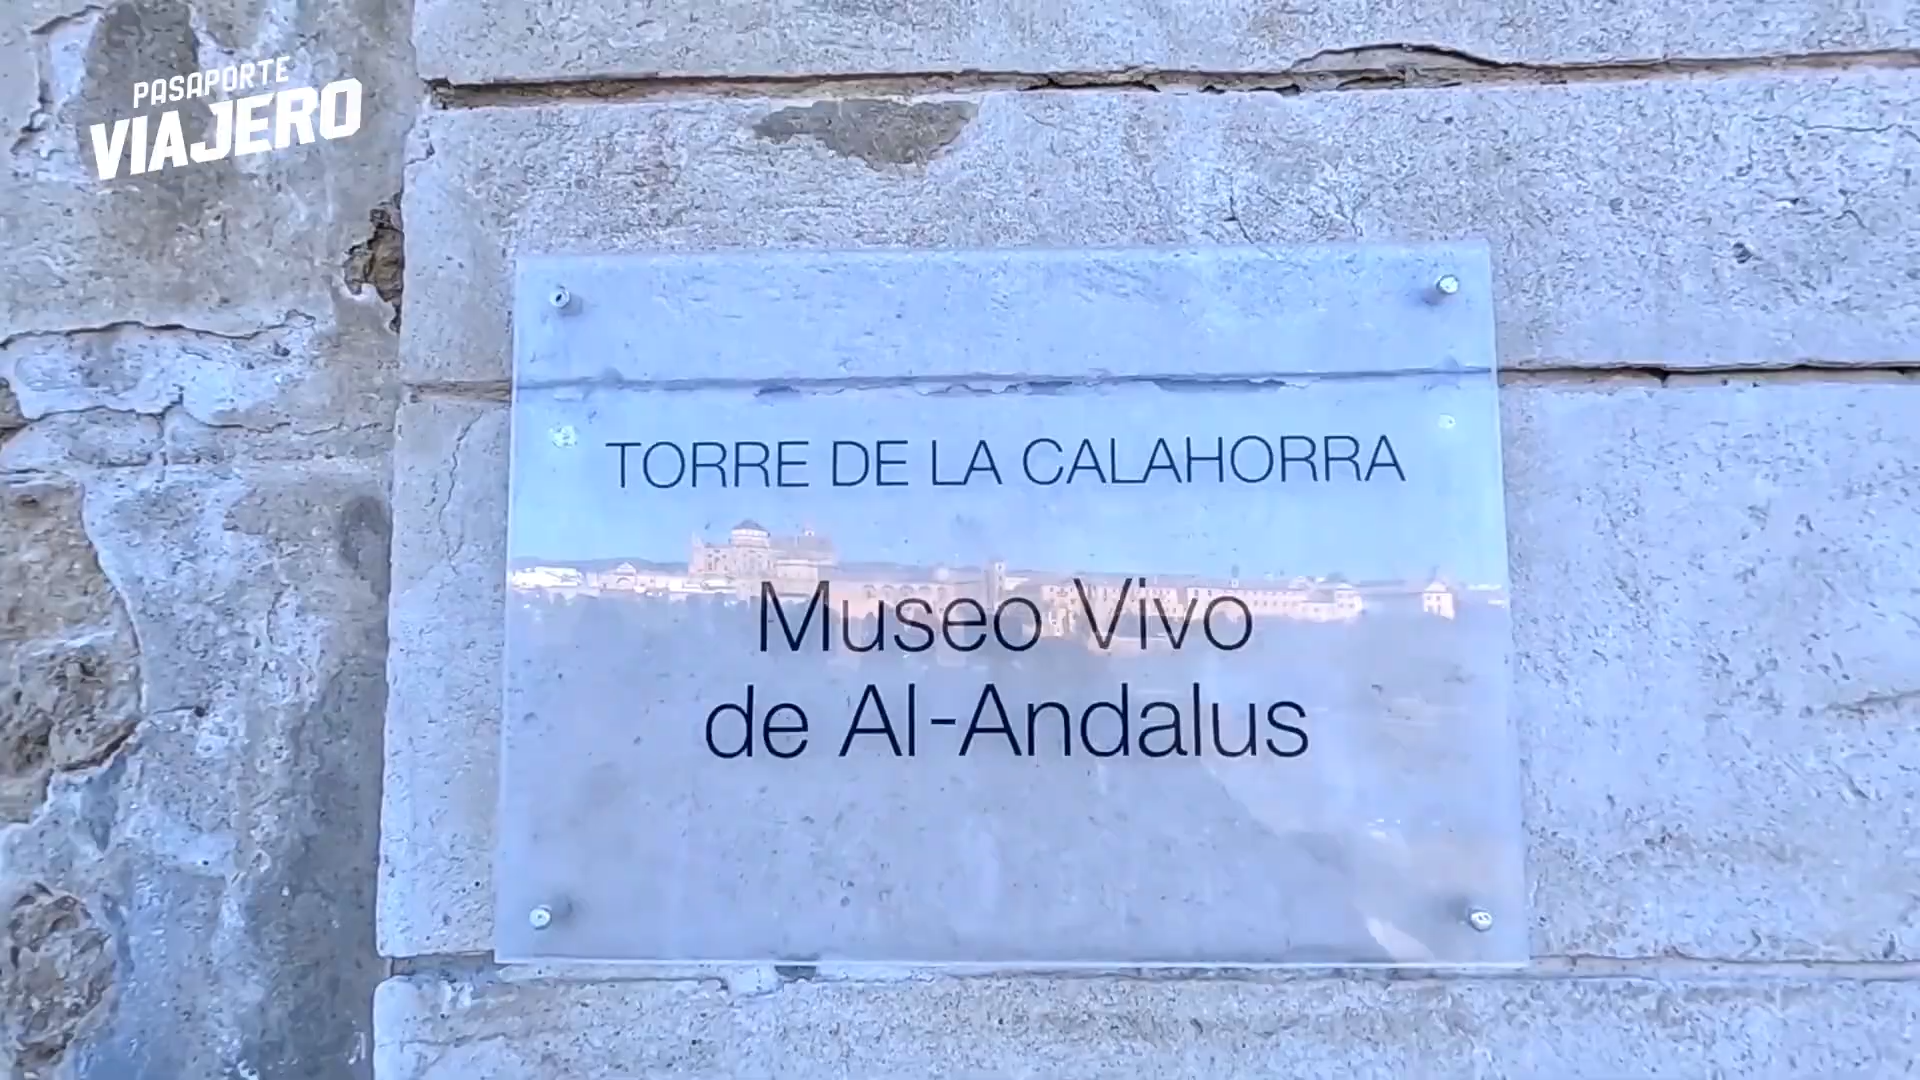 PASAPORTE
VIAJERO
TORRE DE LA CALAHORRA
Museo Vivo
de Al-Andalus